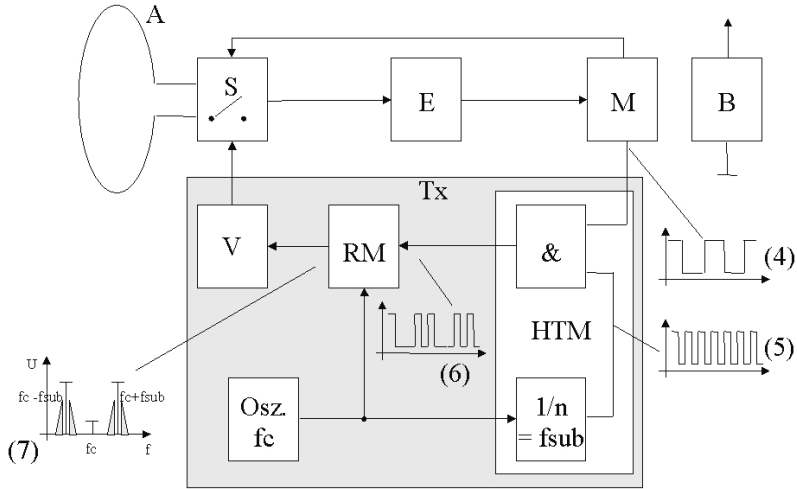 A
S
E
M
B
Tx
V
RM
&
(4)
HTM
(5)
(6)
U
fc -fsub
fc+fsub
Osz.
fc
1/n
= fsub
fc
f
(7)